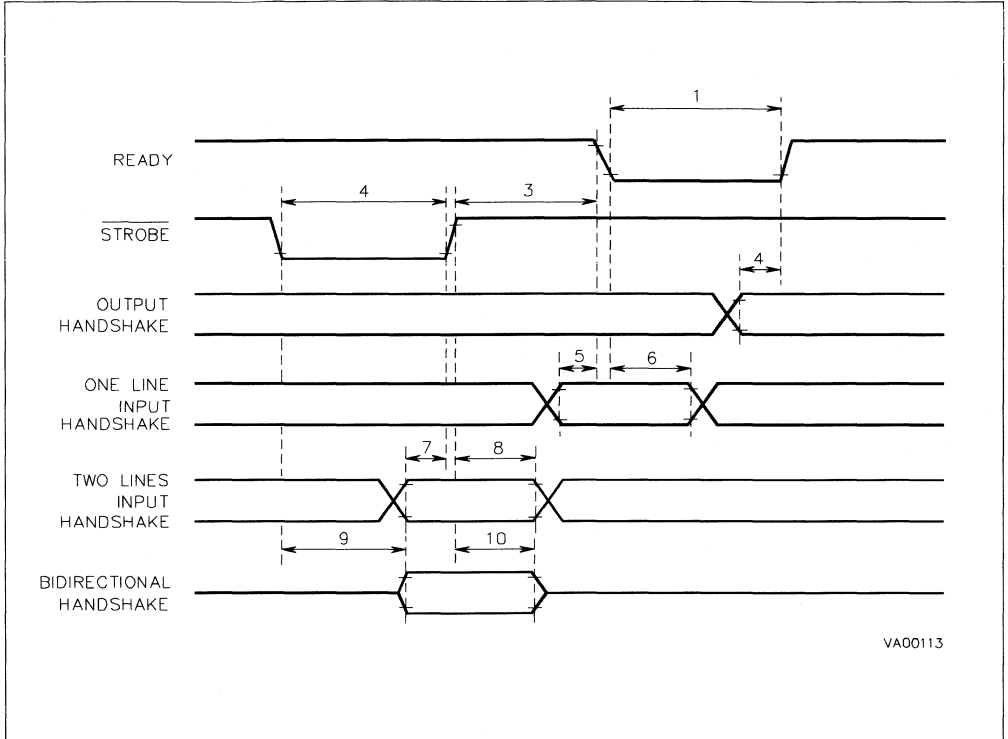 1
READY
4
3
STROBE
4
OUTPUT
HANDSHAKE
5
6
ONE LINE
INPUT
HANDSHAKE
7
8
TWO LINES
INPUT
HANDSHAKE
9
10
BIDIRECTIONAL
HANDSHAKE
VA00113